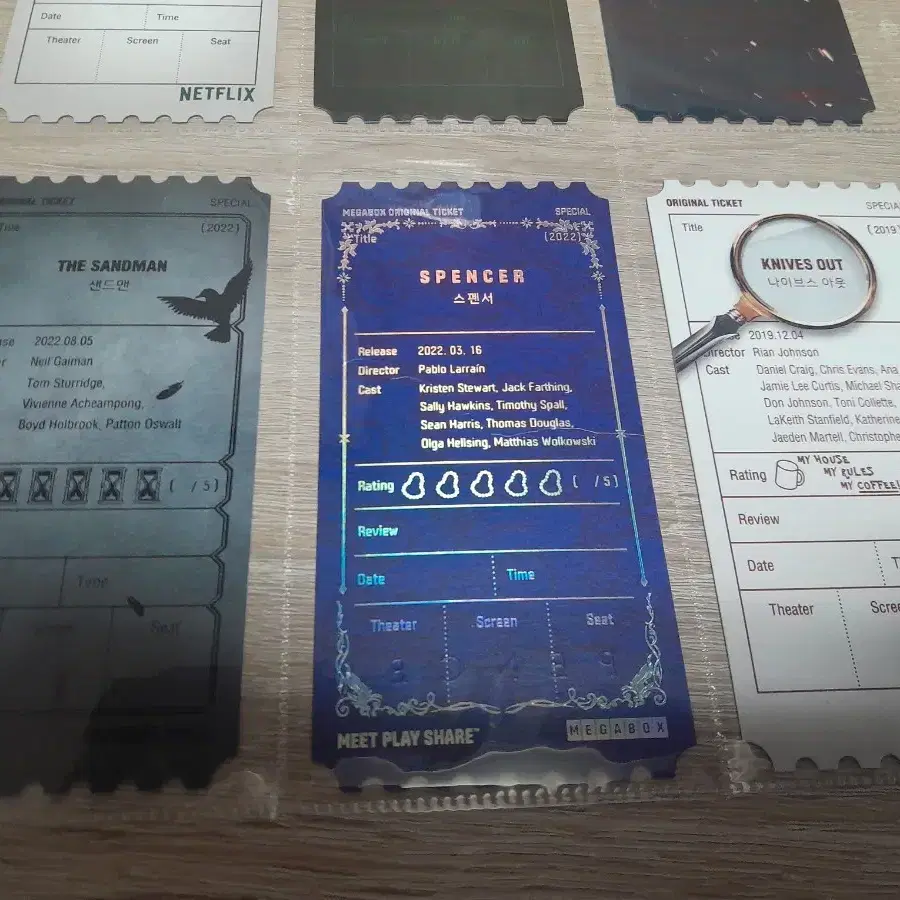 Date
Time
Theater
Screen
Seat
NETFLIX
ORIGINAL TICKET
SPECIAL
Title
(2022)
THE SANDMAN
샌드맨
2022.08.05
Neil Gaiman
Tom Sturridge,
Vivienne Acheampong,
Boyd Holbrook, Patton Oswalt
( /5)
Type
Seat
MEGABOX ORIGINAL TICKET
SPECIAL
Title
(2022)
SPENCER
스펜서
Release 2022. 03. 16
Director Pablo Larraín
Cast Kristen Stewart, Jack Farthing,
Sally Hawkins, Timothy Spall,
Sean Harris, Thomas Douglas,
Olga Hellsing, Matthias Wolkowski
Rating ( /5)
Review
Date
Time
Theater
Screen
Seat
MEET PLAY SHARE™
MEGABOX
ORIGINAL TICKET
Title
KNIVES OUT
나이브스 아웃
2019.12.04
Director Rian Johnson
Cast Daniel Craig, Chris Evans, Ana
Jamie Lee Curtis, Michael
Don Johnson, Toni Collette,
LaKeith Stanfield, Katherine
Jaeden Martell, Christophe
Rating MY HOUSE
MY RULES
MY COFFEE!
Review
Date
Theater